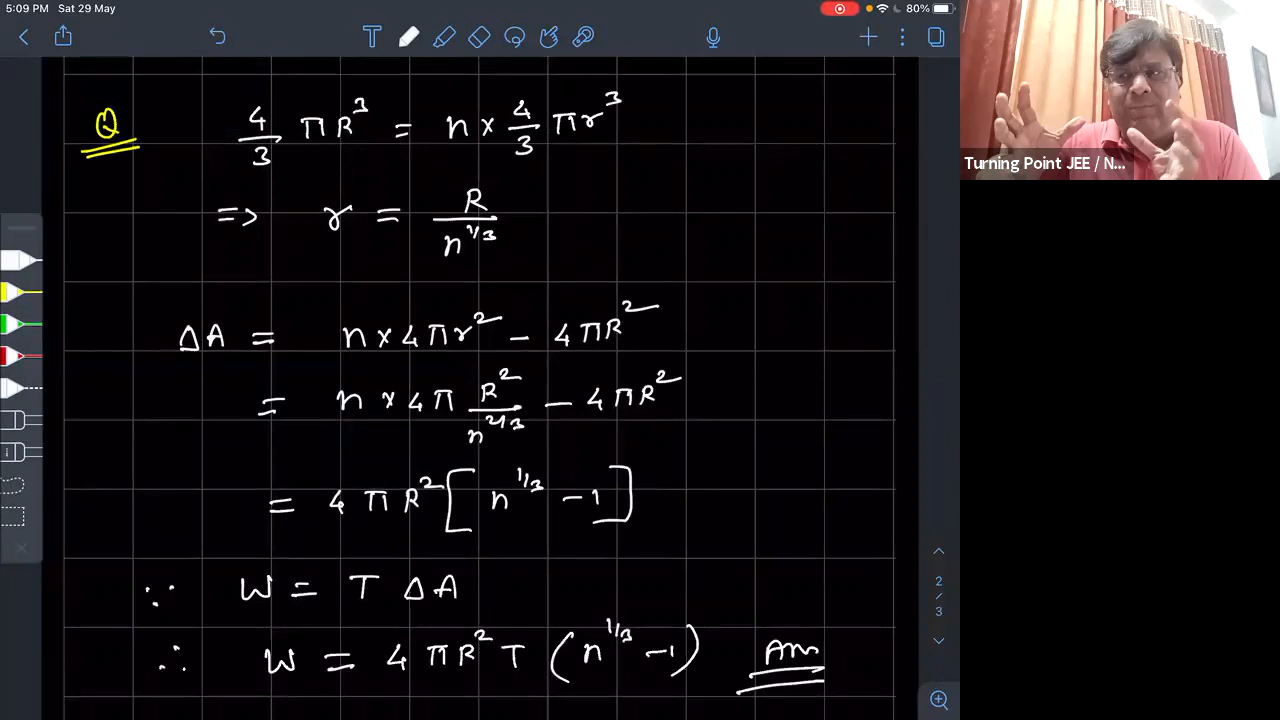 5:09 PM Sat 29 May
80%
Turning Point JEE / N...
Q 4/3 πR³ = n × 4/3 πr³
=> r = R/n^1/3
ΔA = n × 4πr² − 4πR²
= n × 4π R²/n^2/3 − 4πR²
= 4πR² [n^1/3 − 1]
∵ W = T ΔA
∴ W = 4πR² T (n^1/3 − 1) Ans
2
/
3